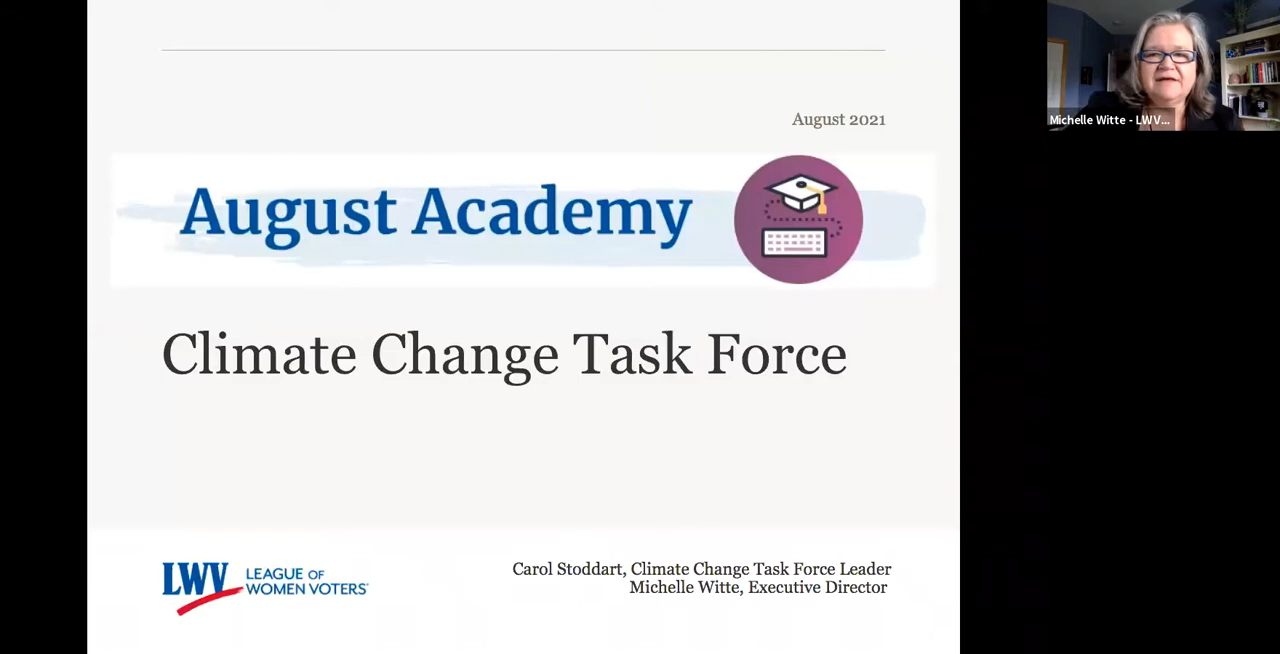 August 2021
August Academy
Climate Change Task Force
LWV LEAGUE OF
WOMEN VOTERS
Carol Stoddart, Climate Change Task Force Leader
Michelle Witte, Executive Director
Michelle Witte - LWV...